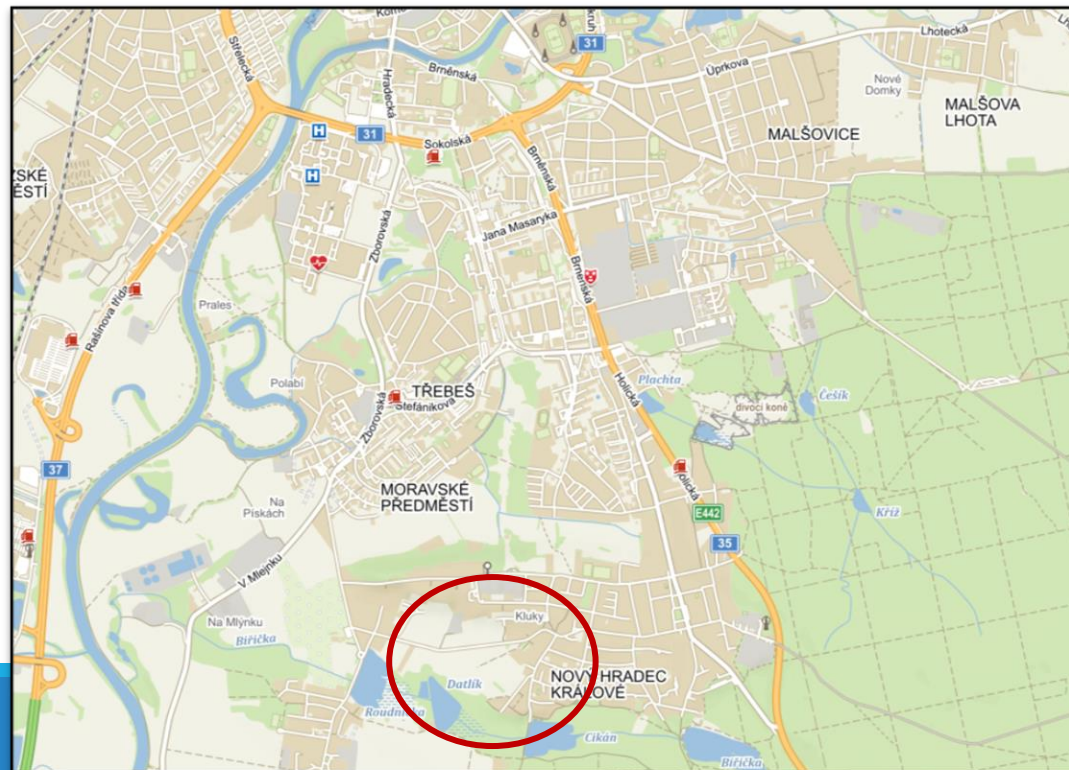 Střelecká
Hradecká
Brněnská
31
Úprkova
Lhotecká
Nové
Domky
MALŠOVA
LHOTA
H
31
Sokolská
MALŠOVICE
H
Brněnská
Jana Masaryka
Zborovská
Brněnská
Prales
Rašínova třída
Polabí
TŘEBEŠ
Štefánikova
Zborovská
Holická
Plachta
divocí koně
Češík
37
MORAVSKÉ
PŘEDMĚSTÍ
Na
Pískách
Holická
E442
Kříž
35
V Mlejnku
Na Mlýnku
Biřička
Kluky
NOVÝ HRADEC
KRÁLOVÉ
Datlík
Roudnička
Cikán
Biřička